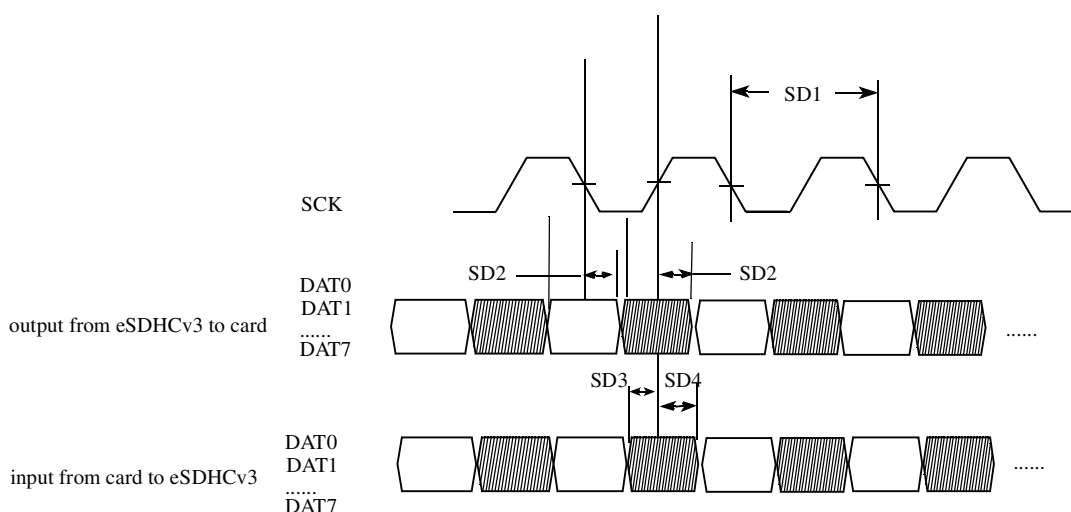 SD1
SCK
SD2
SD2
DAT0
DAT1
output from eSDHCv3 to card
......
DAT7
......
SD3
SD4
DAT0
DAT1
input from card to eSDHCv3
......
DAT7
......